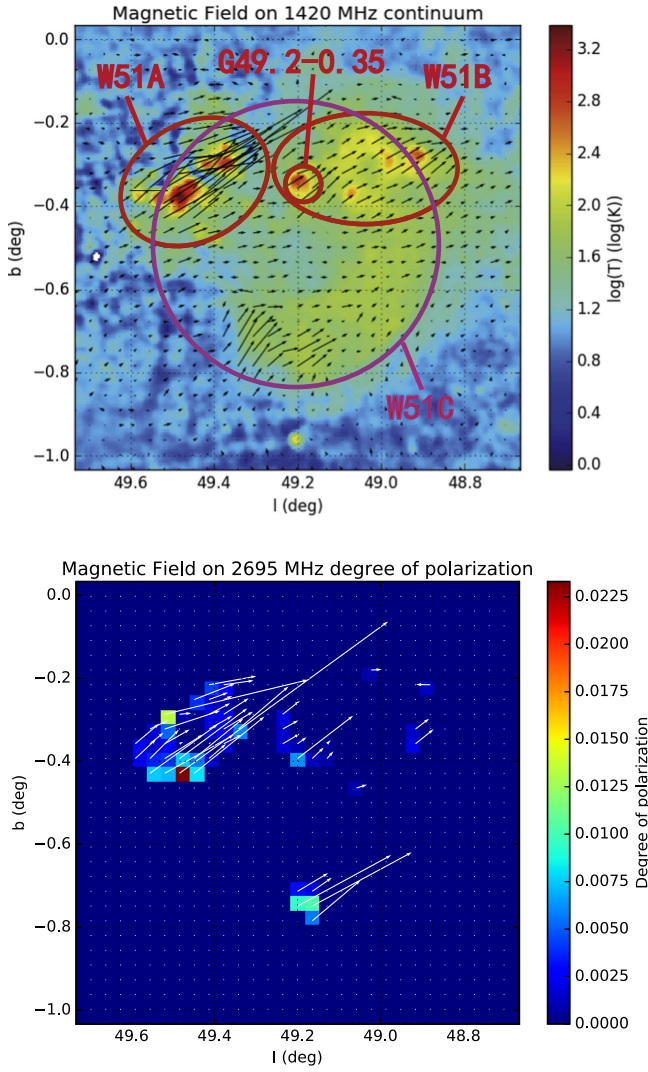 Magnetic Field on 1420 MHz continuum
W51A
G49.2-0.35
W51B
W51C
0.0
−0.2
−0.4
−0.6
−0.8
−1.0
b (deg)
49.6 49.4 49.2 49.0 48.8
l (deg)
3.2
2.8
2.4
2.0
1.6
1.2
0.8
0.4
0.0
log(T) (log(K))
Magnetic Field on 2695 MHz degree of polarization
0.0
−0.2
−0.4
−0.6
−0.8
−1.0
b (deg)
49.6 49.4 49.2 49.0 48.8
l (deg)
0.0225
0.0200
0.0175
0.0150
0.0125
0.0100
0.0075
0.0050
0.0025
0.0000
Degree of polarization